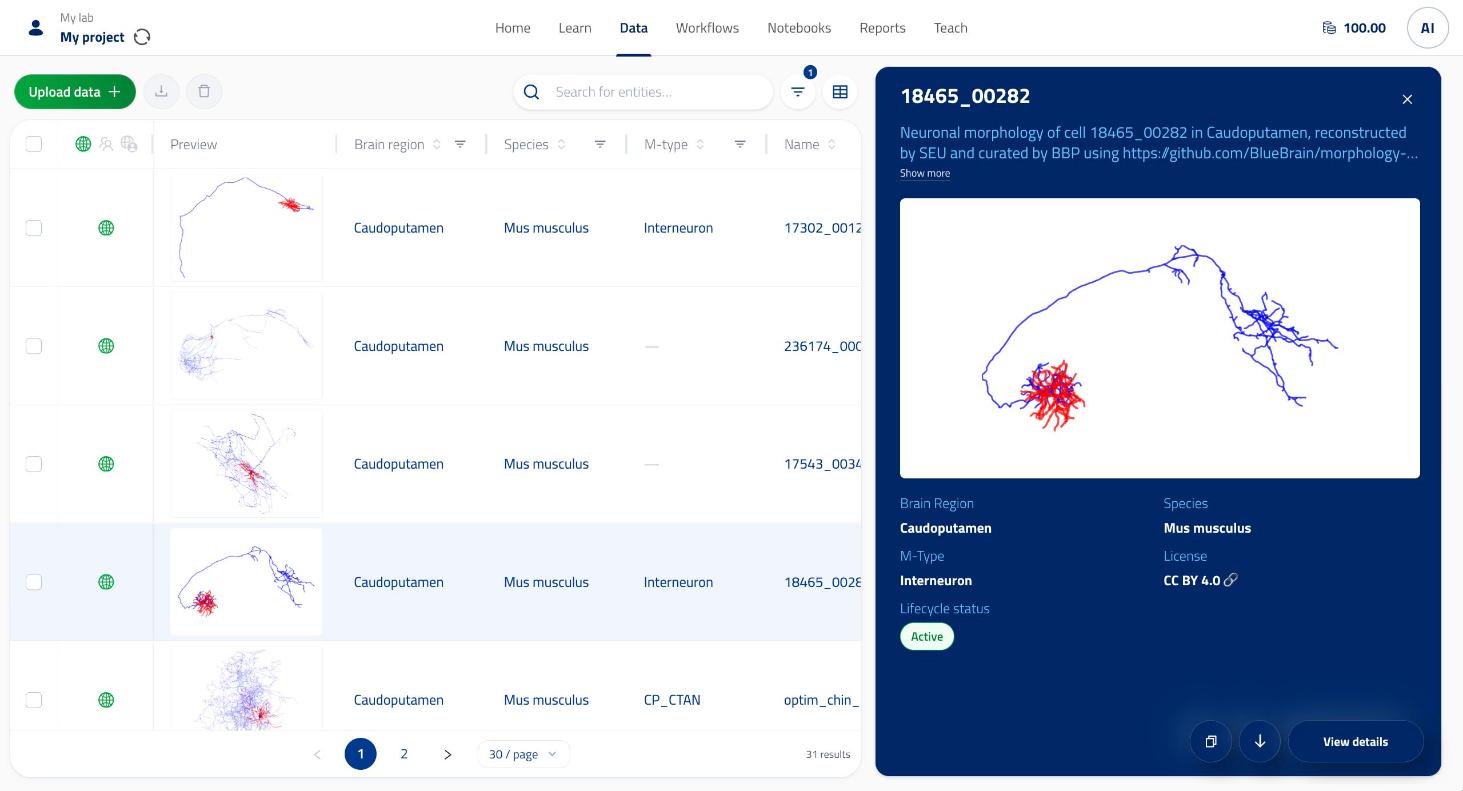 My lab
My project
Home Learn Data Workflows Notebooks Reports Teach
100.00
AI
Upload data
Search for entities...
1
Preview Brain region Species M-type Name
Caudoputamen Mus musculus Interneuron 17302_0012
Caudoputamen Mus musculus — 236174_000
Caudoputamen Mus musculus — 17543_0034
Caudoputamen Mus musculus Interneuron 18465_0028
Caudoputamen Mus musculus CP_CTAN optim_chin_
1 2 30 / page 31 results
18465_00282
Neuronal morphology of cell 18465_00282 in Caudoputamen, reconstructed
by SEU and curated by BBP using https://github.com/BlueBrain/morphology-...
Show more
Brain Region Species
Caudoputamen Mus musculus
M-Type License
Interneuron CC BY 4.0
Lifecycle status
Active
View details